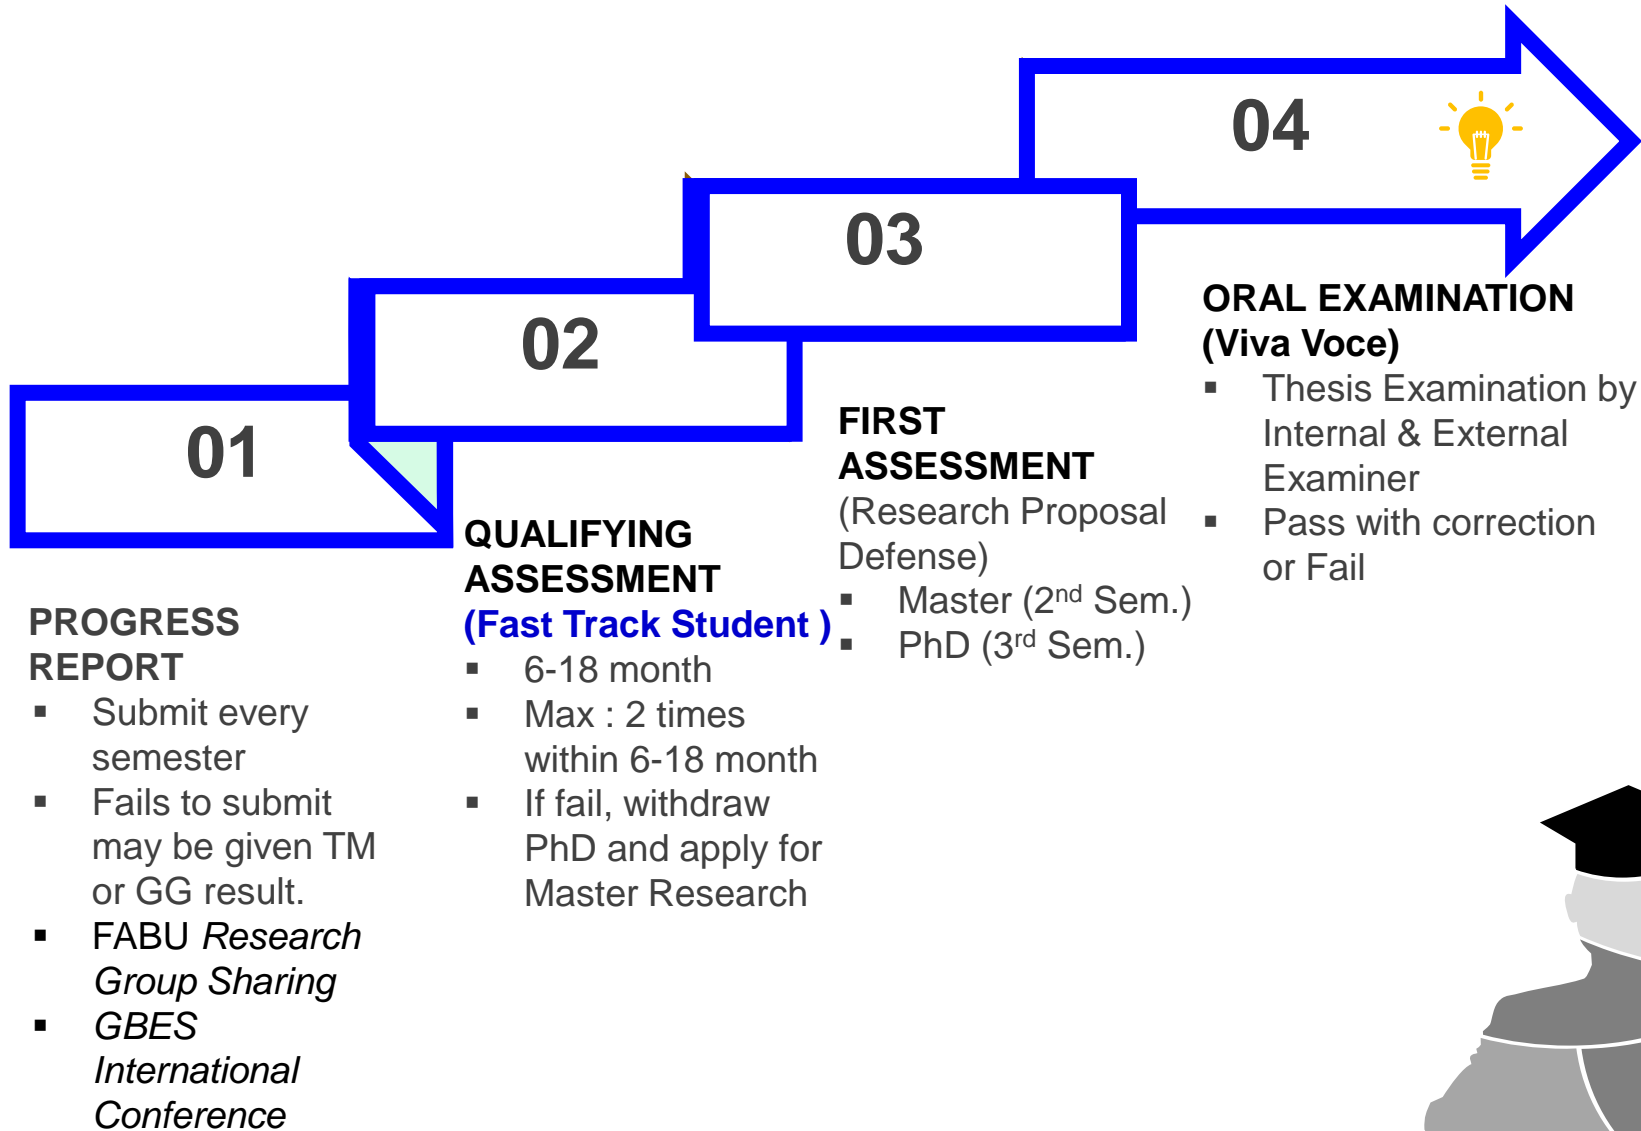 01
PROGRESS
REPORT
▪ Submit every
semester
▪ Fails to submit
may be given TM
or GG result.
▪ FABU Research
Group Sharing
▪ GBES
International
Conference
02
QUALIFYING
ASSESSMENT
(Fast Track Student )
▪ 6-18 month
▪ Max : 2 times
within 6-18 month
▪ If fail, withdraw
PhD and apply for
Master Research
03
FIRST
ASSESSMENT
(Research Proposal
Defense)
▪ Master (2nd Sem.)
▪ PhD (3rd Sem.)
04
ORAL EXAMINATION
(Viva Voce)
▪ Thesis Examination by
Internal & External
Examiner
▪ Pass with correction
or Fail